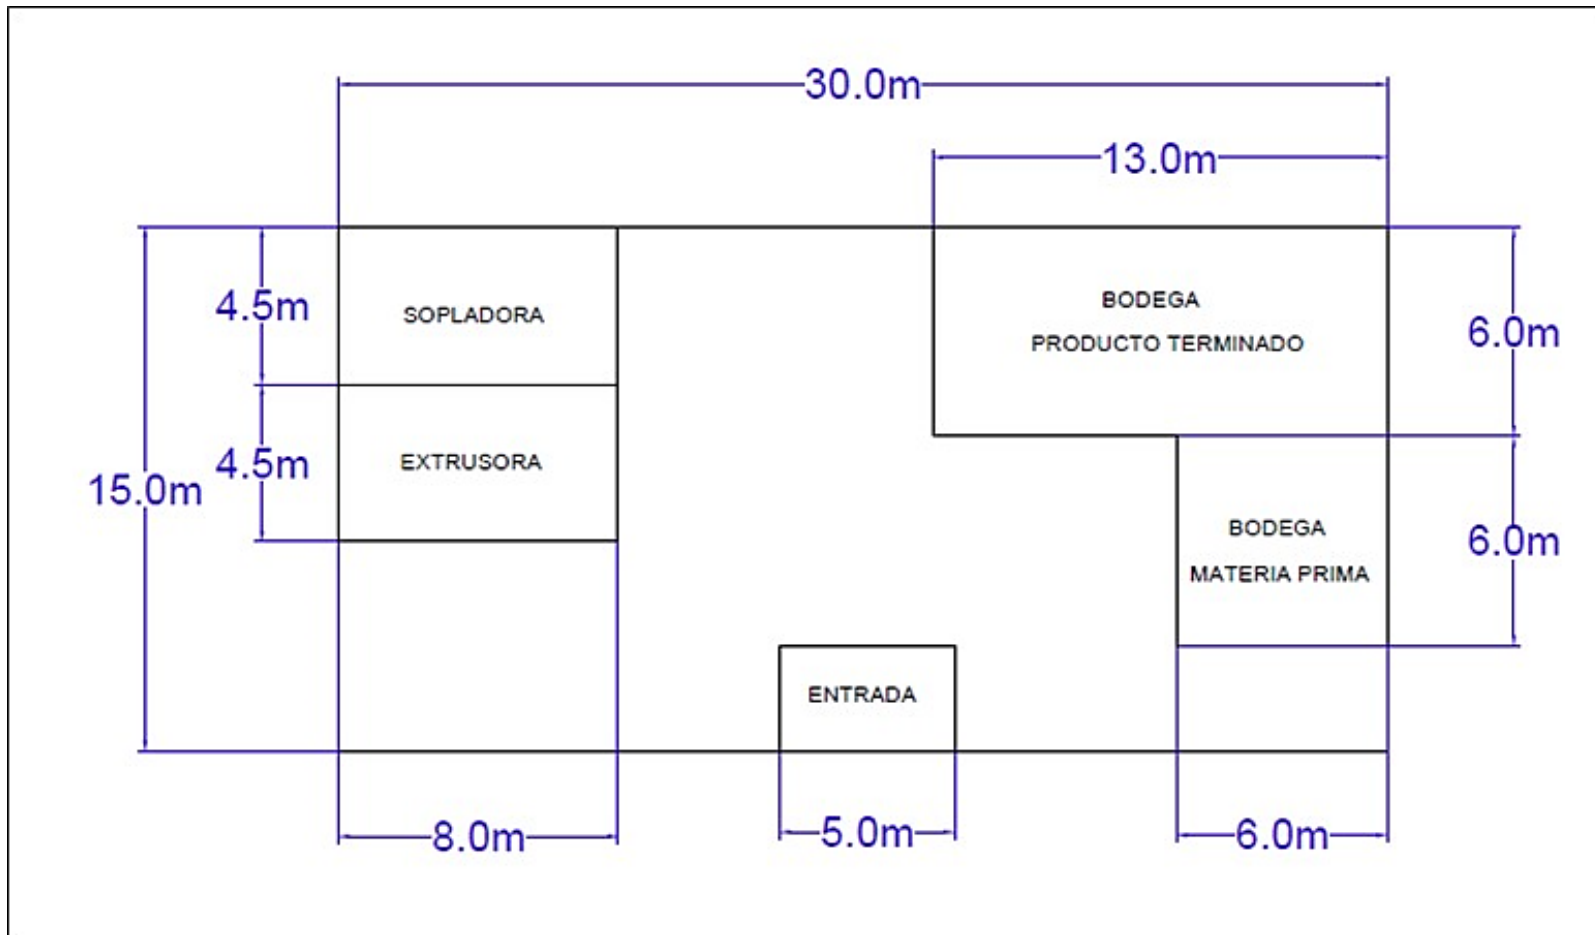 30.0m
13.0m
4.5m
SOPLADORA
BODEGA
PRODUCTO TERMINADO
6.0m
4.5m
EXTRUSORA
15.0m
BODEGA
MATERIA PRIMA
6.0m
ENTRADA
8.0m
5.0m
6.0m